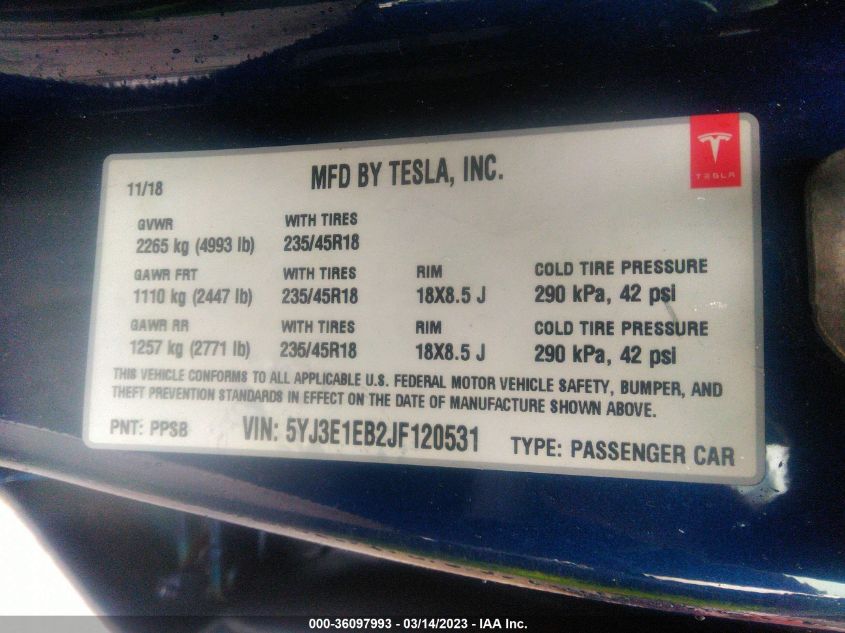 11/18 MFD BY TESLA, INC.
TESLA
GVWR WITH TIRES
2265 kg (4993 lb) 235/45R18
GAWR FRT WITH TIRES RIM COLD TIRE PRESSURE
1110 kg (2447 lb) 235/45R18 18X8.5 J 290 kPa, 42 psi
GAWR RR WITH TIRES RIM COLD TIRE PRESSURE
1257 kg (2771 lb) 235/45R18 18X8.5 J 290 kPa, 42 psi
THIS VEHICLE CONFORMS TO ALL APPLICABLE U.S. FEDERAL MOTOR VEHICLE SAFETY, BUMPER, AND
THEFT PREVENTION STANDARDS IN EFFECT ON THE DATE OF MANUFACTURE SHOWN ABOVE.
PNT: PPSB VIN: 5YJ3E1EB2JF120531 TYPE: PASSENGER CAR
000-36097993 - 03/14/2023 - IAA Inc.